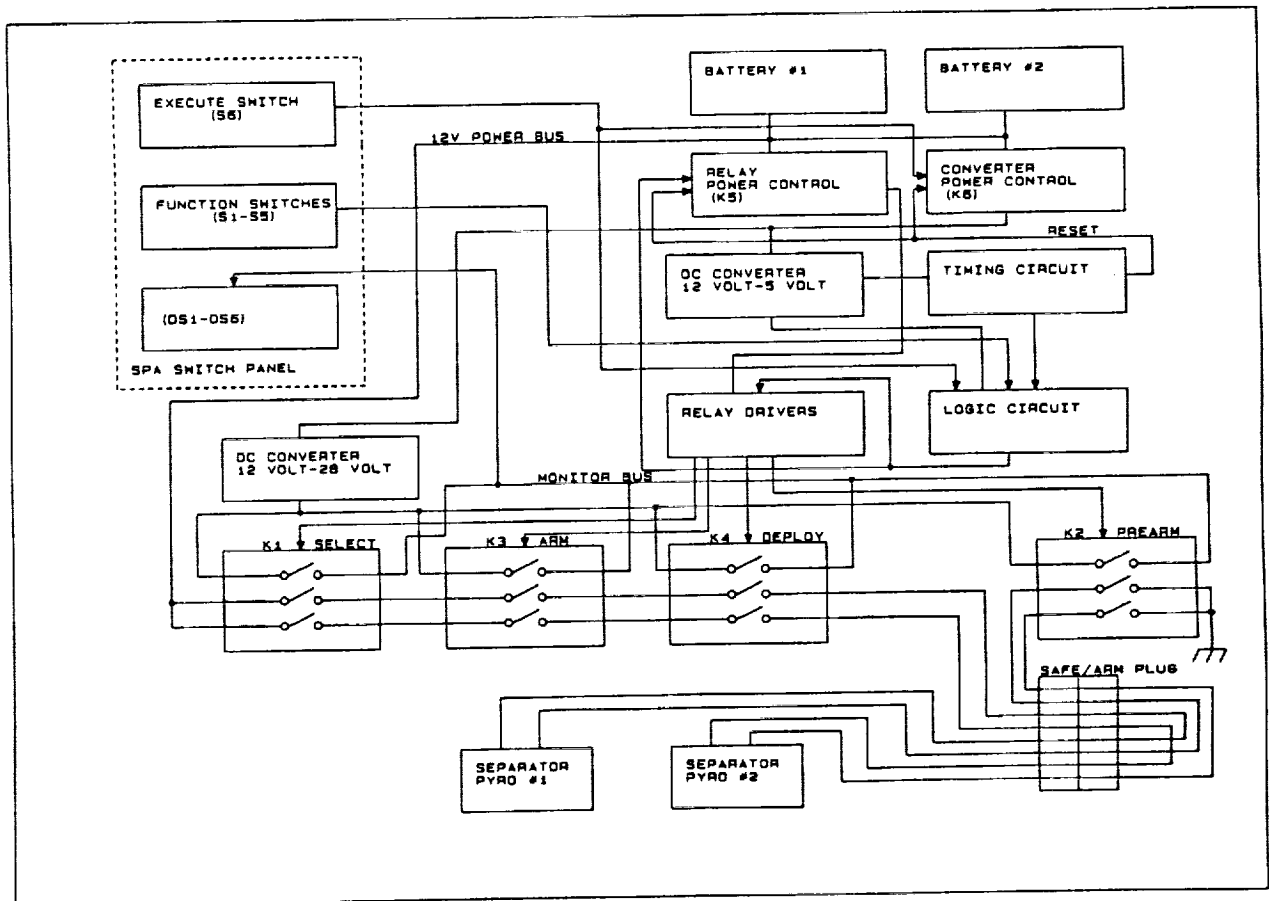 EXECUTE SWITCH
(S6)
FUNCTION SWITCHES
(S1-S5)
(DS1-DS6)
SPA SWITCH PANEL
BATTERY #1
BATTERY #2
12V POWER BUS
RELAY
POWER CONTROL
(K5)
CONVERTER
POWER CONTROL
(K6)
RESET
DC CONVERTER
12 VOLT-5 VOLT
TIMING CIRCUIT
RELAY DRIVERS
LOGIC CIRCUIT
DC CONVERTER
12 VOLT-28 VOLT
MONITOR BUS
K1 SELECT
K3 ARM
K4 DEPLOY
K2 PREARM
SAFE/ARM PLUG
SEPARATOR
PYRO #1
SEPARATOR
PYRO #2